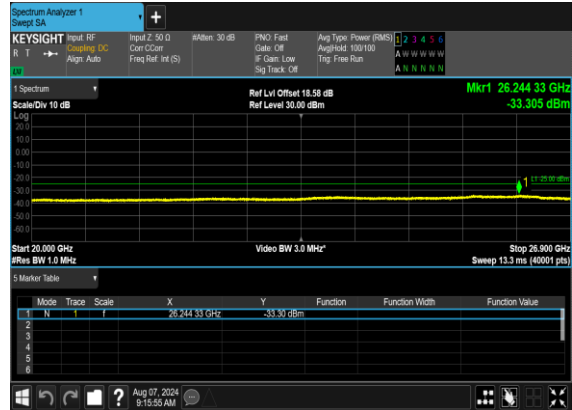 Spectrum Analyzer 1
Swept SA
+
KEYSIGHT Input: RF Input Z: 50 Ω #Atten: 30 dB PNO: Fast Avg Type: Power (RMS) 1 2 3 4 5 6
R T Coupling: DC Corr CCorr Gate: Off Avg|Hold: 100/100 A W W W W W
Align: Auto Freq Ref: Int (S) IF Gain: Low Trig: Free Run
Sig Track: Off A N N N N N
1 Spectrum Ref Lvl Offset 18.58 dB Mkr1 26.244 33 GHz
Scale/Div 10 dB Ref Level 30.00 dBm -33.305 dBm
Log
20.0
10.0
0.00
-10.0
-20.0 1 L1 -25.00 dBm
-30.0
-40.0
-50.0
-60.0
Start 20.000 GHz Video BW 3.0 MHz* Stop 26.900 GHz
#Res BW 1.0 MHz Sweep 13.3 ms (40001 pts)
5 Marker Table
Mode Trace Scale X Y Function Function Width Function Value
1 N 1 f 26.244 33 GHz -33.30 dBm
2
3
4
5
6
? Aug 07, 2024
9:15:55 AM